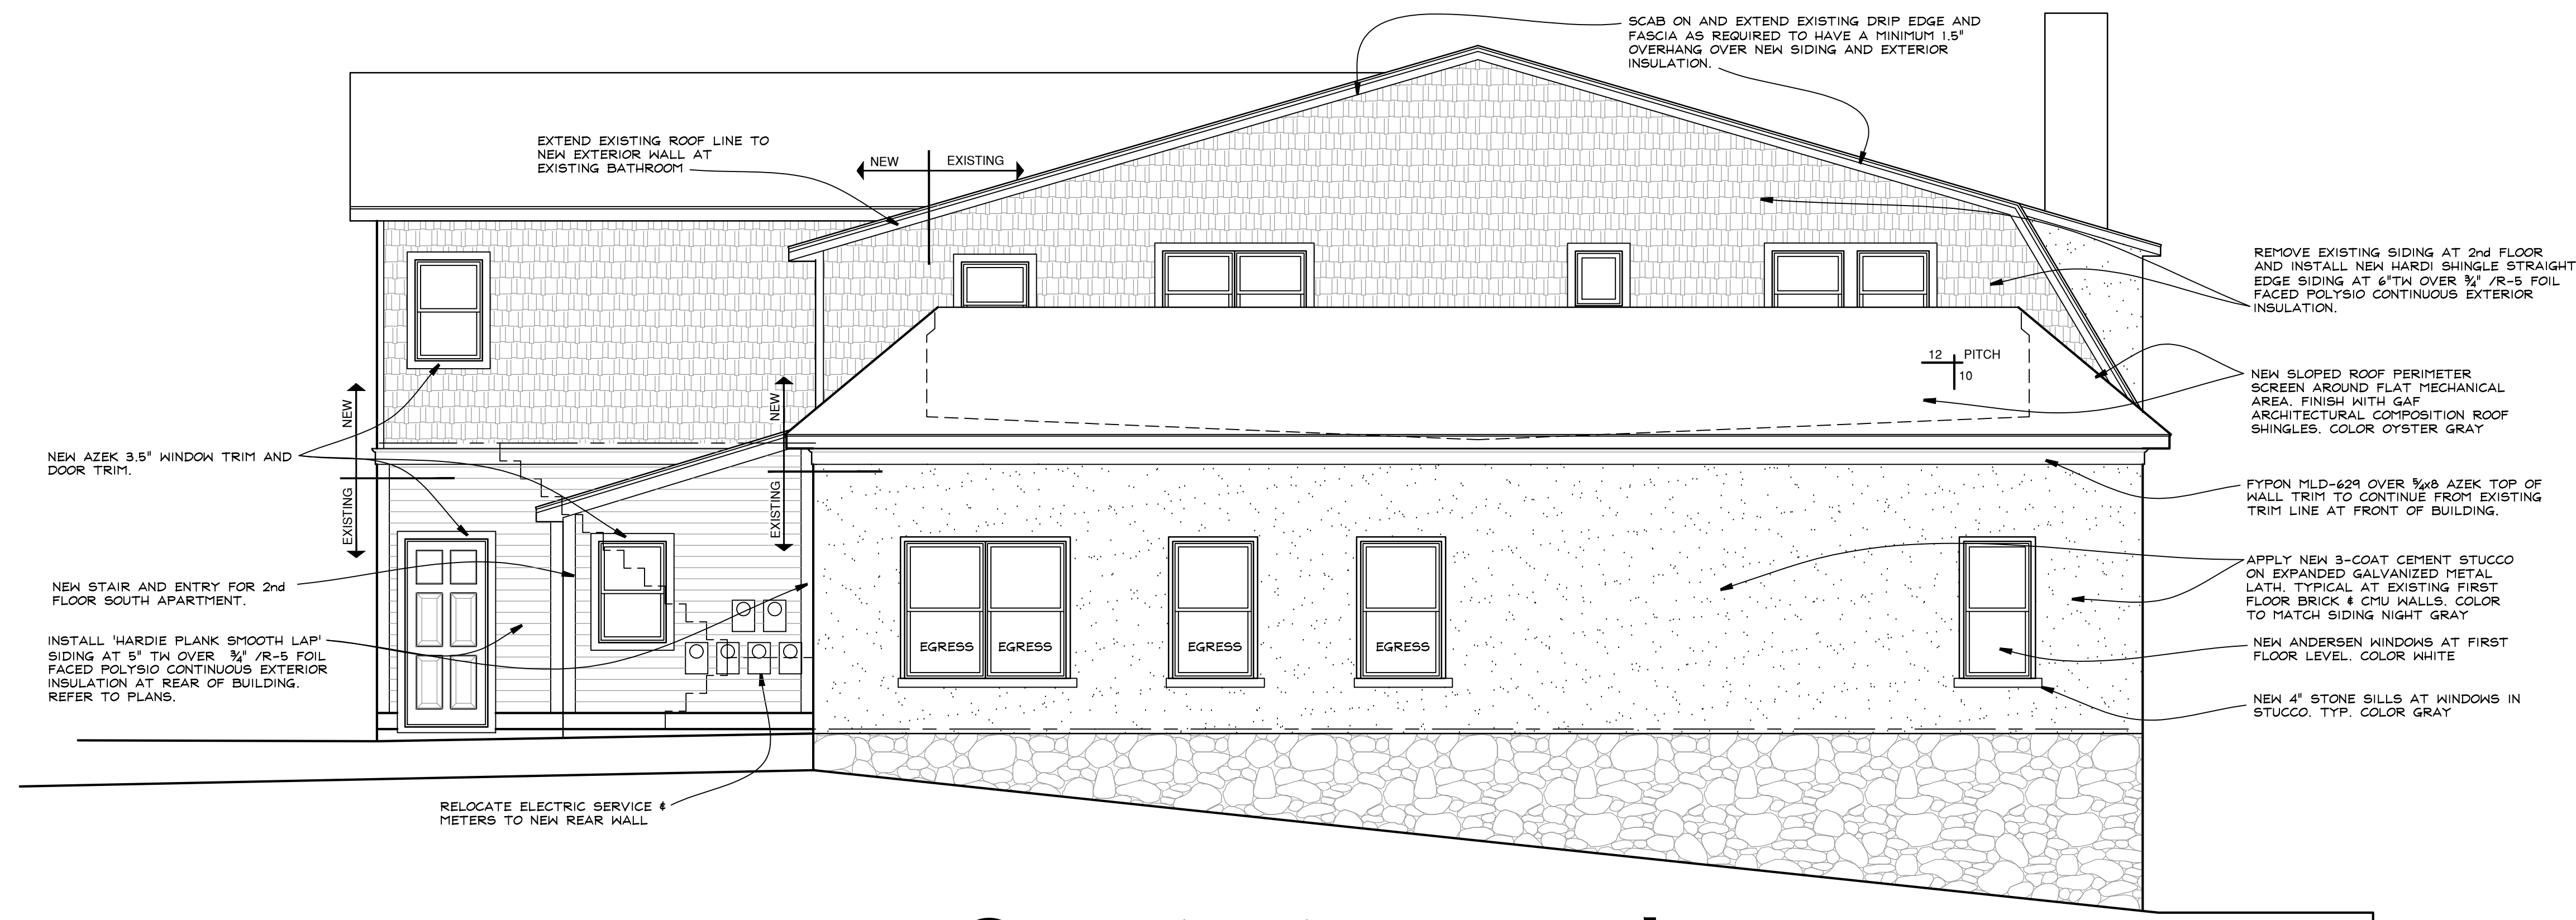 SCAB ON AND EXTEND EXISTING DRIP EDGE AND
FASCIA AS REQUIRED TO HAVE A MINIMUM 1.5"
OVERHANG OVER NEW SIDING AND EXTERIOR
INSULATION.
EXTEND EXISTING ROOF LINE TO
NEW EXTERIOR WALL AT
EXISTING BATHROOM
NEW
EXISTING
REMOVE EXISTING SIDING AT 2nd FLOOR
AND INSTALL NEW HARDI SHINGLE STRAIGHT
EDGE SIDING AT 6"TW OVER ¾" /R-5 FOIL
FACED POLYSIO CONTINUOUS EXTERIOR
INSULATION.
12 PITCH
10
NEW SLOPED ROOF PERIMETER
SCREEN AROUND FLAT MECHANICAL
AREA. FINISH WITH GAF
ARCHITECTURAL COMPOSITION ROOF
SHINGLES. COLOR OYSTER GRAY
NEW
EXISTING
NEW
EXISTING
NEW AZEK 3.5" WINDOW TRIM AND
DOOR TRIM.
FYPON MLD-629 OVER 5/4x8 AZEK TOP OF
WALL TRIM TO CONTINUE FROM EXISTING
TRIM LINE AT FRONT OF BUILDING.
NEW STAIR AND ENTRY FOR 2nd
FLOOR SOUTH APARTMENT.
APPLY NEW 3-COAT CEMENT STUCCO
ON EXPANDED GALVANIZED METAL
LATH. TYPICAL AT EXISTING FIRST
FLOOR BRICK & CMU WALLS. COLOR
TO MATCH SIDING NIGHT GRAY
INSTALL 'HARDIE PLANK SMOOTH LAP'
SIDING AT 5" TW OVER ¾" /R-5 FOIL
FACED POLYSIO CONTINUOUS EXTERIOR
INSULATION AT REAR OF BUILDING.
REFER TO PLANS.
EGRESS
EGRESS
EGRESS
EGRESS
NEW ANDERSEN WINDOWS AT FIRST
FLOOR LEVEL. COLOR WHITE
NEW 4" STONE SILLS AT WINDOWS IN
STUCCO. TYP. COLOR GRAY
RELOCATE ELECTRIC SERVICE &
METERS TO NEW REAR WALL